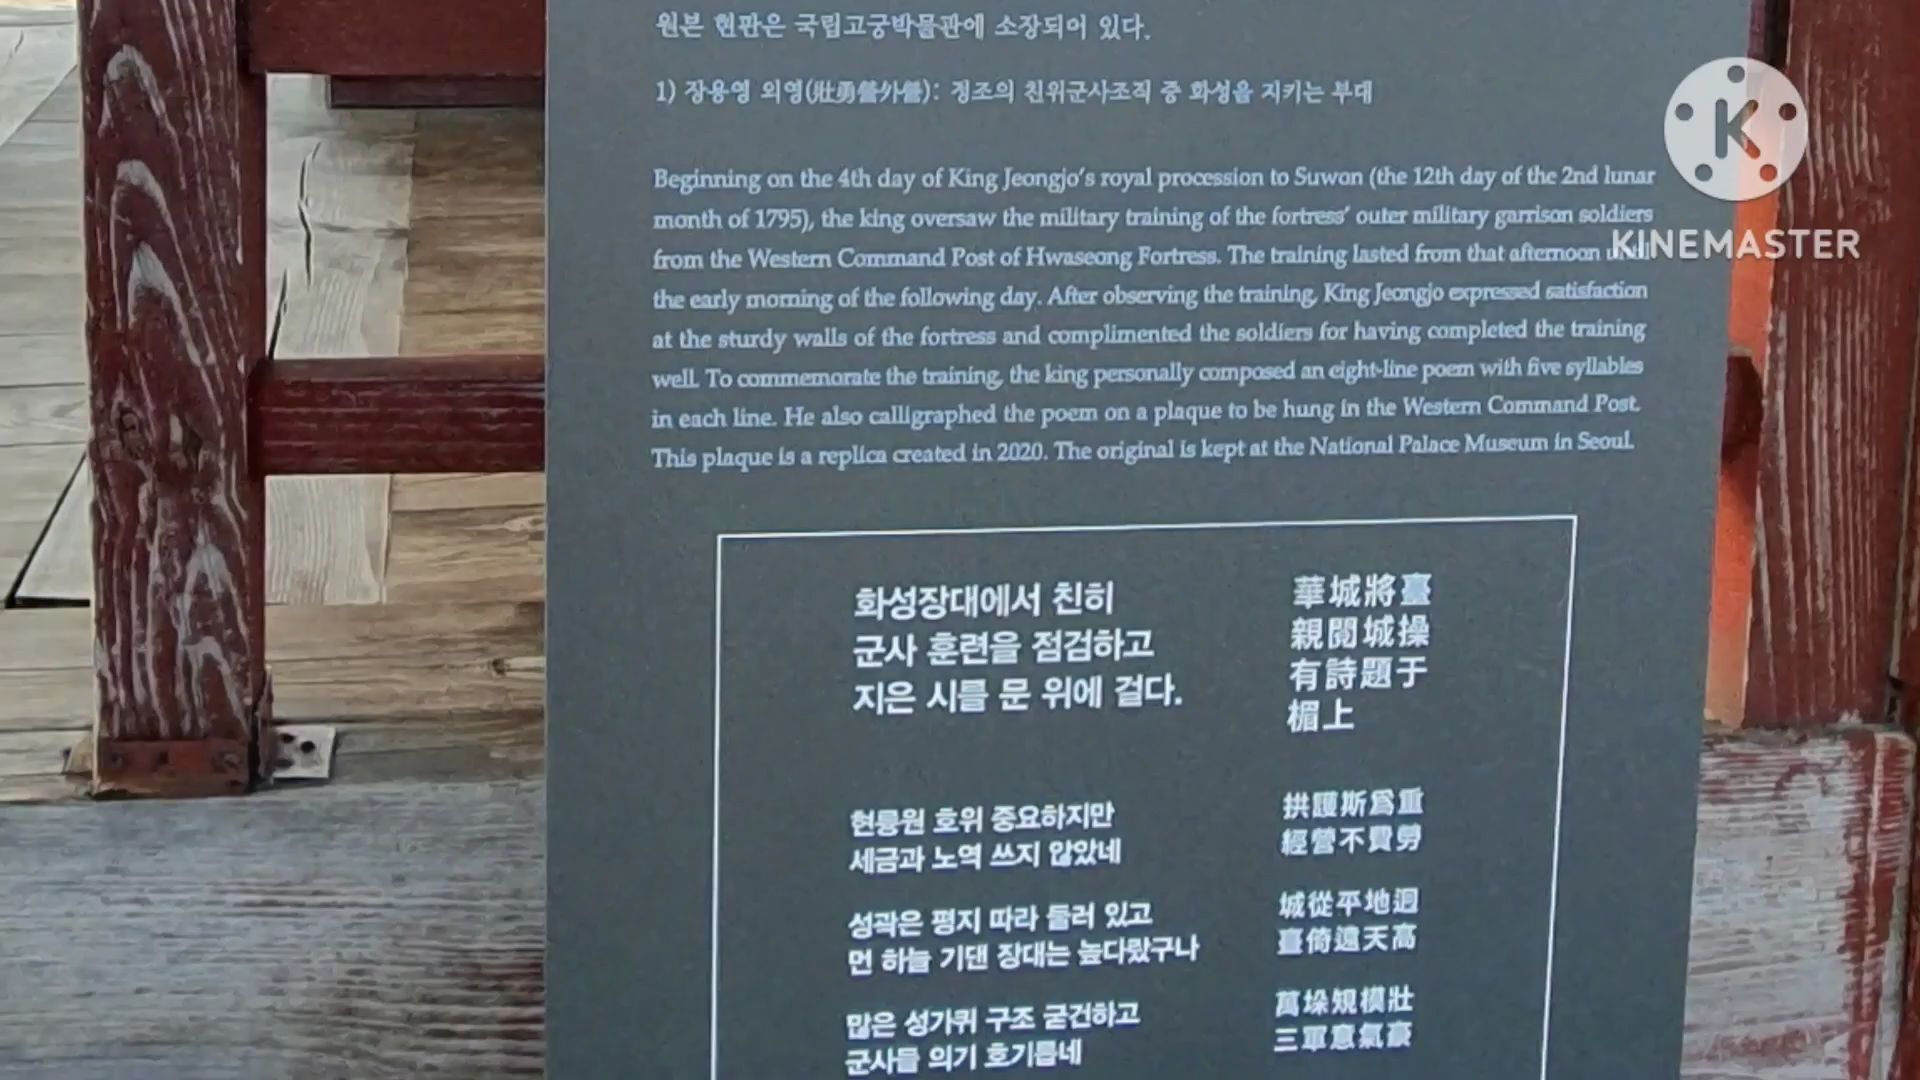 원본 현판은 국립고궁박물관에 소장되어 있다.
1) 장용영 외영(壯勇營外營): 정조의 친위군사조직 중 화성을 지키는 부대
Beginning on the 4th day of King Jeongjo's royal procession to Suwon (the 12th day of the 2nd lunar
month of 1795), the king oversaw the military training of the fortress' outer military garrison soldiers
from the Western Command Post of Hwaseong Fortress. The training lasted from that afternoon until
the early morning of the following day. After observing the training, King Jeongjo expressed satisfaction
at the sturdy walls of the fortress and complimented the soldiers for having completed the training
well. To commemorate the training, the king personally composed an eight-line poem with five syllables
in each line. He also calligraphed the poem on a plaque to be hung in the Western Command Post.
This plaque is a replica created in 2020. The original is kept at the National Palace Museum in Seoul.
화성장대에서 친히
군사 훈련을 점검하고
지은 시를 문 위에 걸다.
華城將臺
親閱城操
有詩題于
楣上
현륭원 호위 중요하지만
세금과 노역 쓰지 않았네
拱護斯爲重
經營不費勞
성곽은 평지 따라 둘러 있고
먼 하늘 기댄 장대는 높다랗구나
城從平地迥
臺倚遠天高
많은 성가퀴 구조 굳건하고
군사들 의기 호기롭네
萬垛規模壯
三軍意氣豪
KINEMASTER